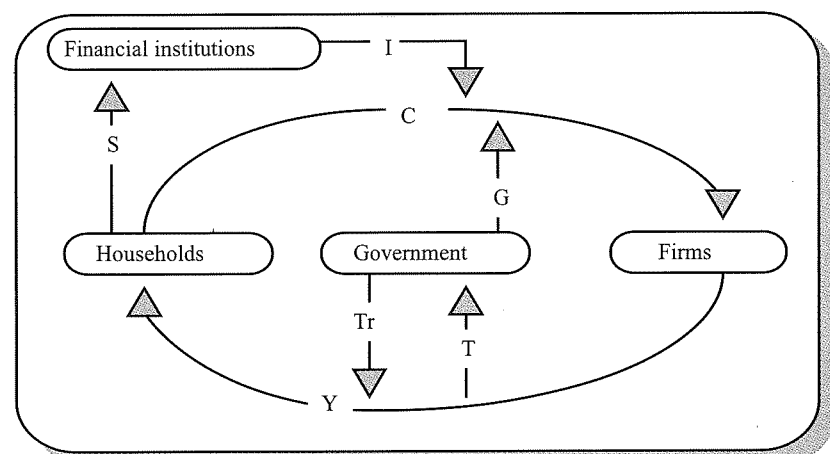 Financial institutions
I
C
S
G
Households
Government
Firms
Tr
T
Y